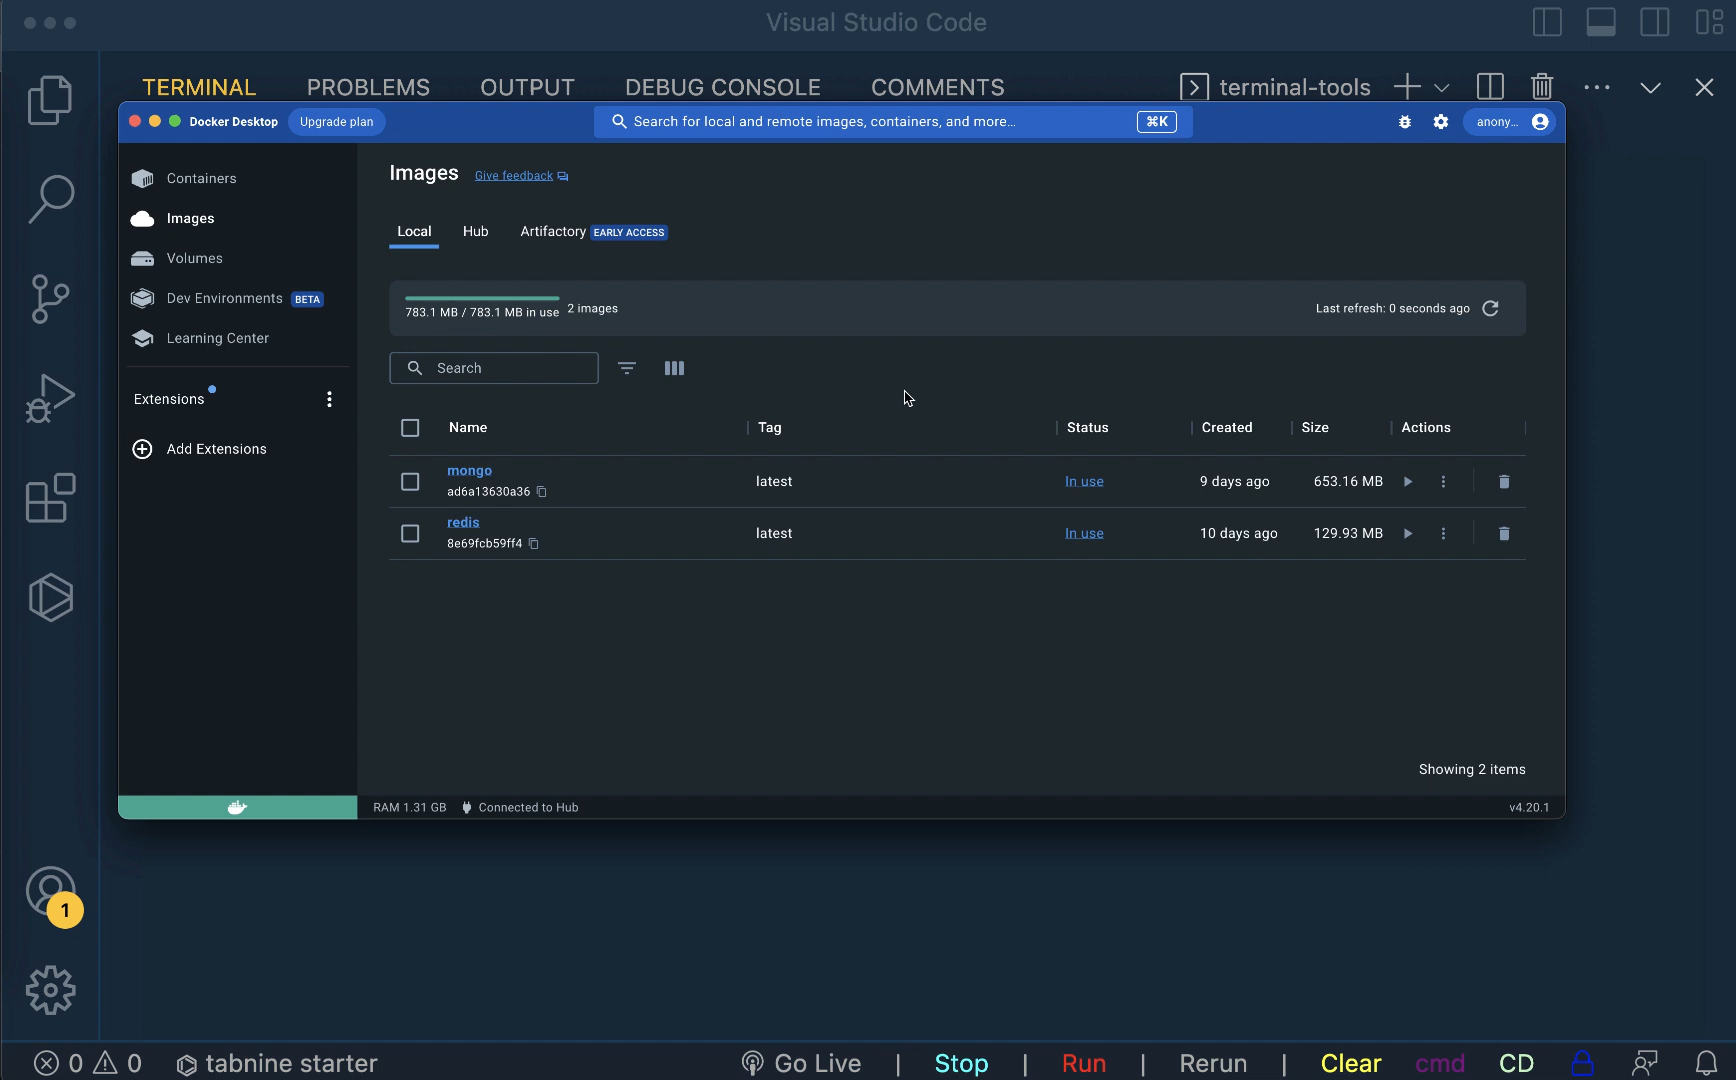 Visual Studio Code
TERMINAL PROBLEMS OUTPUT DEBUG CONSOLE COMMENTS terminal-tools
Docker Desktop Upgrade plan Search for local and remote images, containers, and more... ⌘K anony...
Containers
Images
Volumes
Dev Environments BETA
Learning Center
Extensions
Add Extensions
Images Give feedback
Local Hub Artifactory EARLY ACCESS
783.1 MB / 783.1 MB in use 2 images Last refresh: 0 seconds ago
Search
Name Tag Status Created Size Actions
mongo
ad6a13630a36 latest In use 9 days ago 653.16 MB
redis
8e69fcb59ff4 latest In use 10 days ago 129.93 MB
Showing 2 items
RAM 1.31 GB Connected to Hub v4.20.1
1
0 0 tabnine starter Go Live | Stop | Run | Rerun | Clear cmd CD